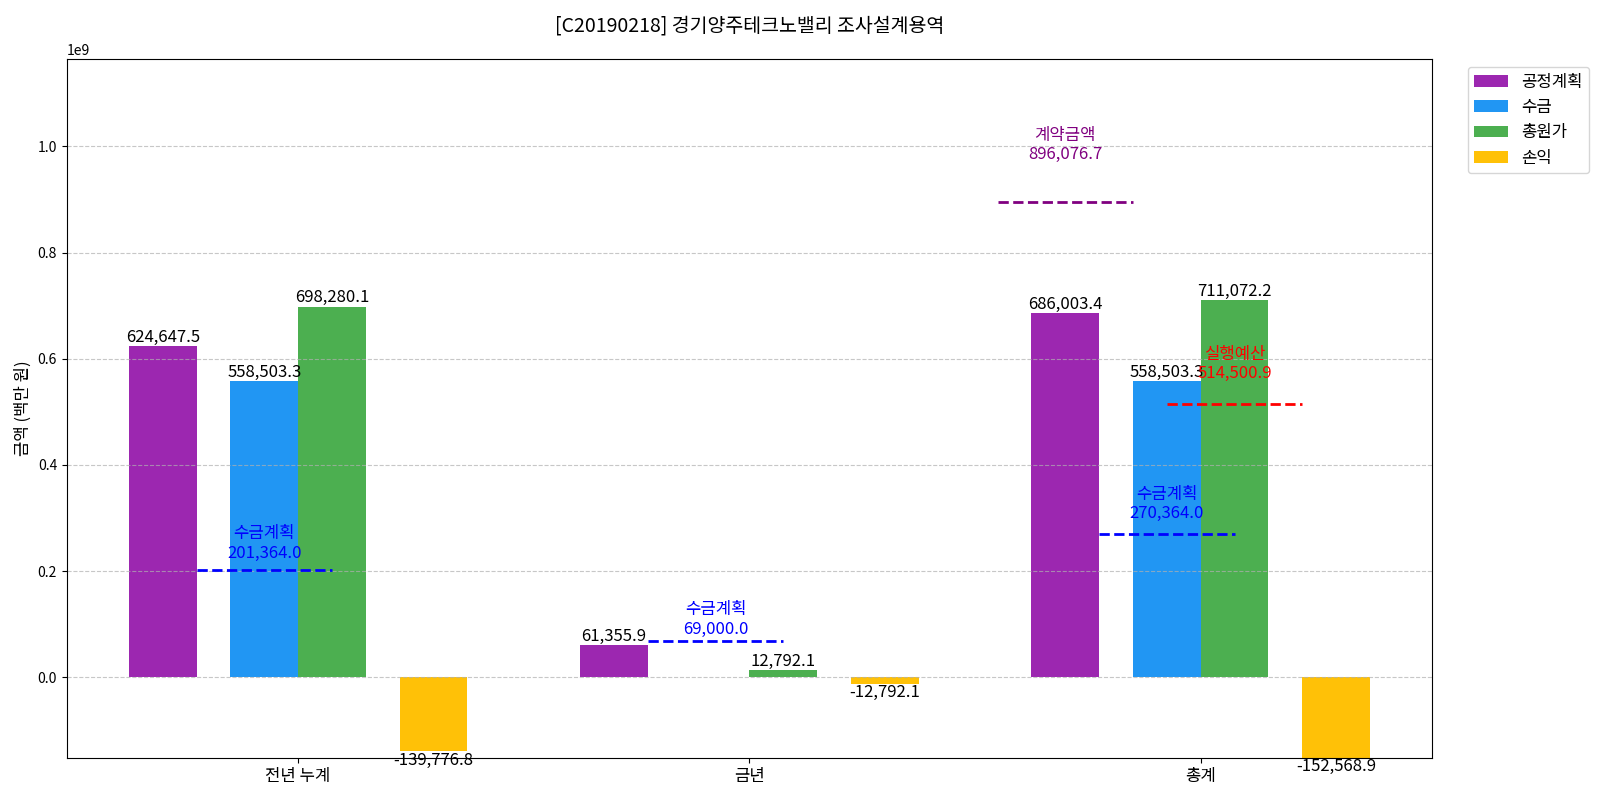 [C20190218] 경기양주테크노밸리 조사설계용역
1e9
공정계획
수금
총원가
손익
금액 (백만 원)
1.0
0.8
0.6
0.4
0.2
0.0
계약금액
896,076.7
624,647.5
558,503.3
698,280.1
-139,776.8
수금계획
201,364.0
61,355.9
수금계획
69,000.0
12,792.1
-12,792.1
686,003.4
558,503.3
711,072.2
실행예산
514,500.9
수금계획
270,364.0
-152,568.9
전년 누계
금년
총계